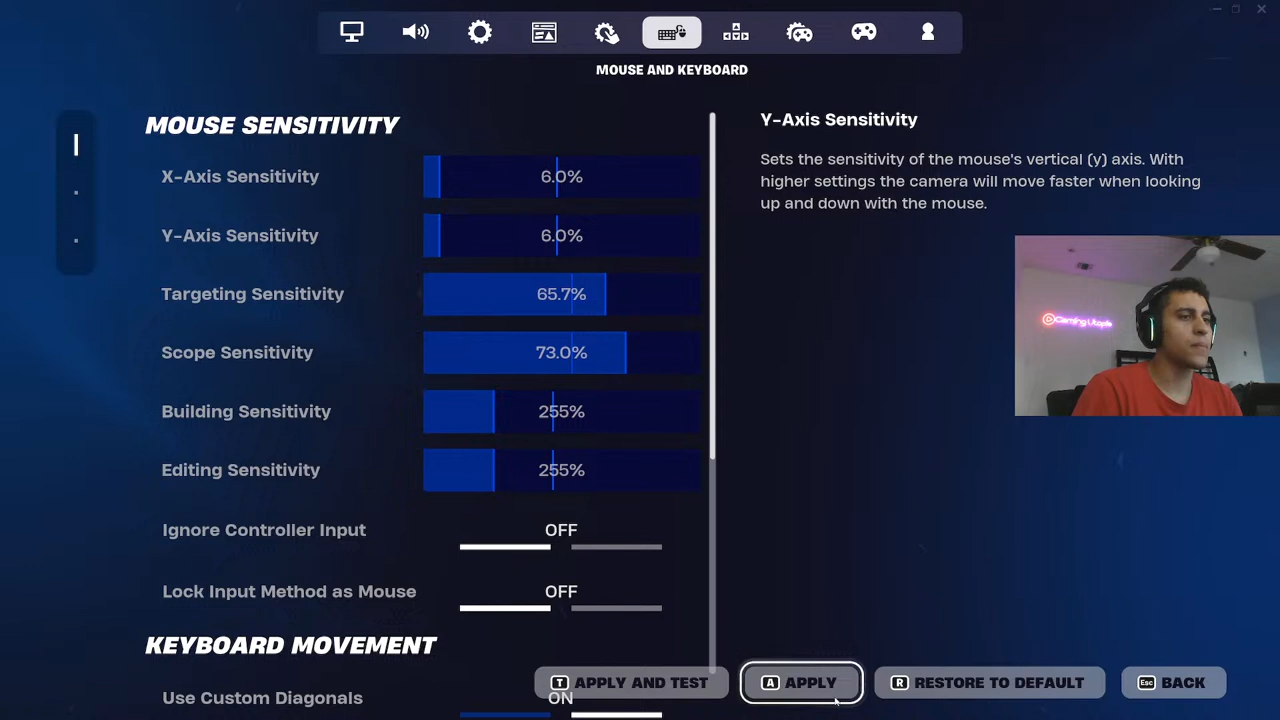 MOUSE AND KEYBOARD
MOUSE SENSITIVITY
X-Axis Sensitivity 6.0%
Y-Axis Sensitivity 6.0%
Targeting Sensitivity 65.7%
Scope Sensitivity 73.0%
Building Sensitivity 255%
Editing Sensitivity 255%
Ignore Controller Input OFF
Lock Input Method as Mouse OFF
KEYBOARD MOVEMENT
Use Custom Diagonals ON
Y-Axis Sensitivity
Sets the sensitivity of the mouse's vertical (y) axis. With
higher settings the camera will move faster when looking
up and down with the mouse.
Gaming Utopia
T APPLY AND TEST A APPLY R RESTORE TO DEFAULT Esc BACK